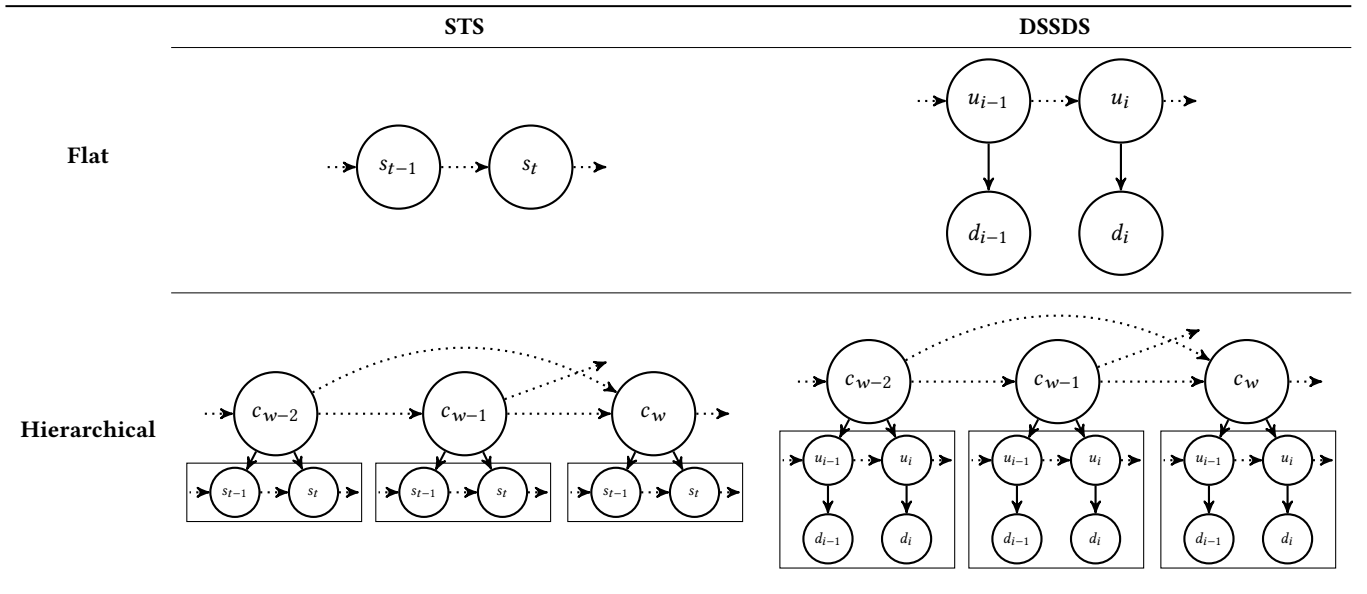 STS DSSDS
Flat
s_{t−1} s_t
u_{i−1} u_i
d_{i−1} d_i
Hierarchical
c_{w−2} c_{w−1} c_w
s_{t−1} s_t s_{t−1} s_t s_{t−1} s_t
c_{w−2} c_{w−1} c_w
u_{i−1} u_i u_{i−1} u_i u_{i−1} u_i
d_{i−1} d_i d_{i−1} d_i d_{i−1} d_i